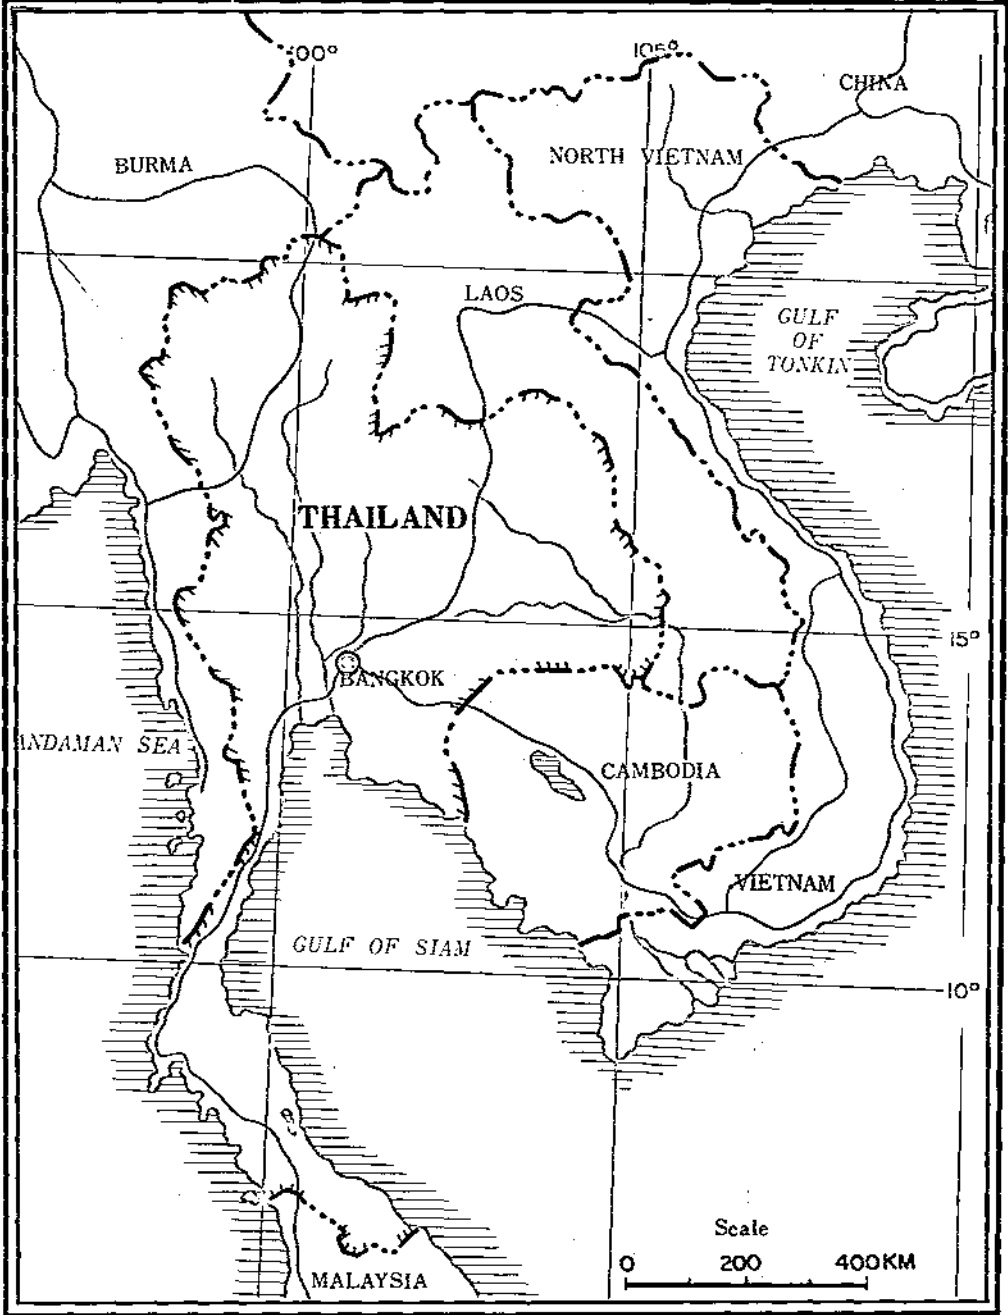 100°
105°
CHINA
BURMA
NORTH VIETNAM
LAOS
GULF
OF
TONKIN
THAILAND
15°
BANGKOK
ANDAMAN SEA
CAMBODIA
VIETNAM
GULF OF SIAM
10°
Scale
0 200 400KM
MALAYSIA